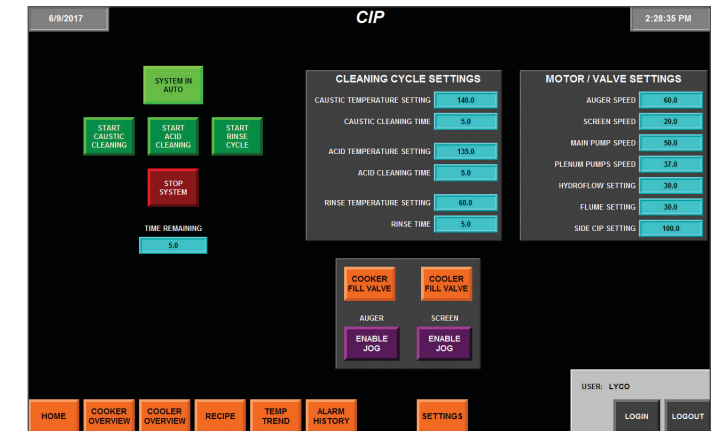 6/9/2017
CIP
2:28:35 PM
SYSTEM IN
AUTO
START
CAUSTIC
CLEANING
START
ACID
CLEANING
START
RINSE
CYCLE
STOP
SYSTEM
TIME REMAINING
5.0
CLEANING CYCLE SETTINGS
CAUSTIC TEMPERATURE SETTING 140.0
CAUSTIC CLEANING TIME 5.0
ACID TEMPERATURE SETTING 135.0
ACID CLEANING TIME 5.0
RINSE TEMPERATURE SETTING 60.0
RINSE TIME 5.0
MOTOR / VALVE SETTINGS
AUGER SPEED 60.0
SCREEN SPEED 20.0
MAIN PUMP SPEED 50.0
PLENUM PUMPS SPEED 37.0
HYDROFLOW SETTING 30.0
FLUME SETTING 30.0
SIDE CIP SETTING 100.0
COOKER
FILL VALVE
COOLER
FILL VALVE
AUGER
SCREEN
ENABLE
JOG
ENABLE
JOG
USER: LYCO
HOME
COOKER
OVERVIEW
COOLER
OVERVIEW
RECIPE
TEMP
TREND
ALARM
HISTORY
SETTINGS
LOGIN
LOGOUT